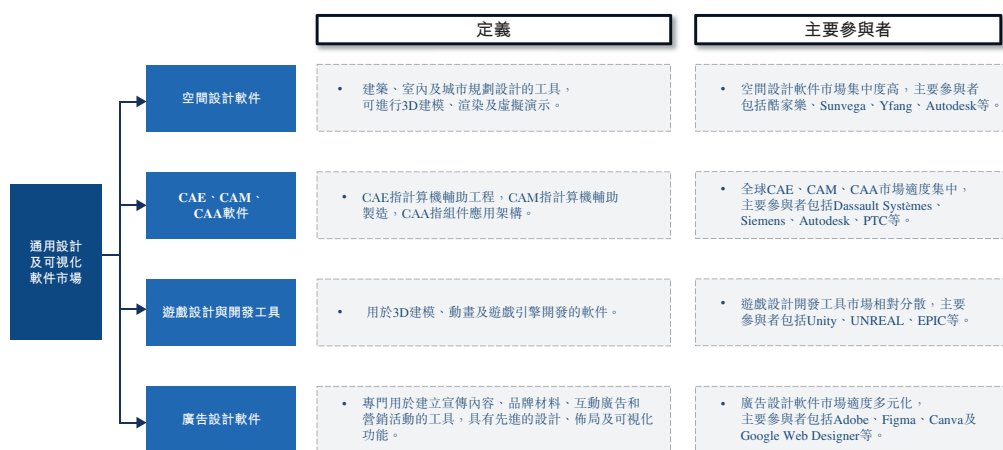 定義
主要參與者
通用設計
及可視化
軟件市場
空間設計軟件
• 建築、室內及城市規劃設計的工具，
可進行3D建模、渲染及虛擬演示。
• 空間設計軟件市場集中度高，主要參與者
包括酷家樂、Sunvega、Yfang、Autodesk等。
CAE、CAM、
CAA軟件
• CAE指計算機輔助工程，CAM指計算機輔助
製造，CAA指組件應用架構。
• 全球CAE、CAM、CAA市場適度集中，
主要參與者包括Dassault Systèmes、
Siemens、Autodesk、PTC等。
遊戲設計與開發工具
• 用於3D建模、動畫及遊戲引擎開發的軟件。
• 遊戲設計開發工具市場相對分散，主要
參與者包括Unity、UNREAL、EPIC等。
廣告設計軟件
• 專門用於建立宣傳內容、品牌材料、互動廣告和
營銷活動的工具，具有先進的設計、佈局及可視化
功能。
• 廣告設計軟件市場適度多元化，
主要參與者包括Adobe、Figma、Canva及
Google Web Designer等。